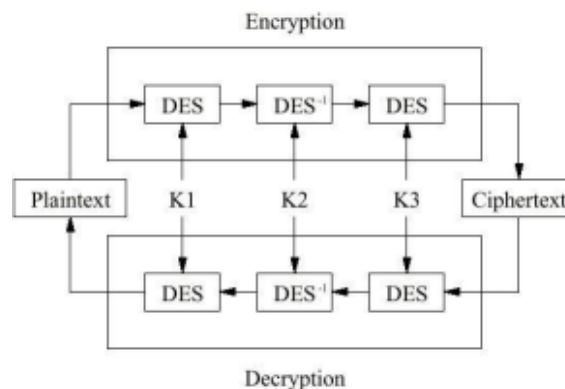 Encryption
DES DES⁻¹ DES
Plaintext K1 K2 K3 Ciphertext
DES DES⁻¹ DES
Decryption